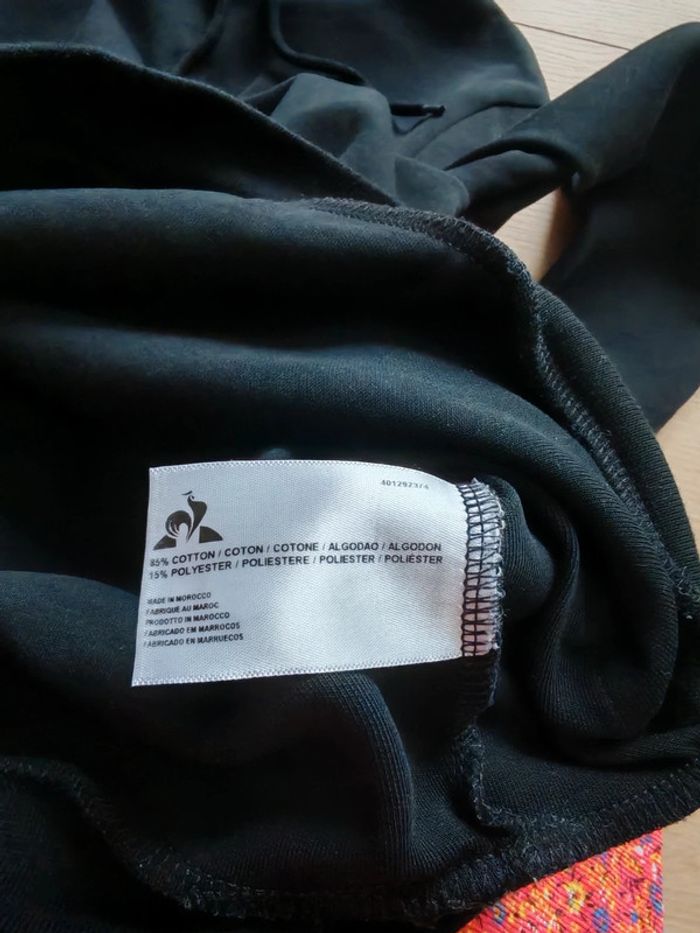 401292374
85% COTTON / COTON / COTONE / ALGODAO / ALGODON
15% POLYESTER / POLIESTERE / POLIESTER / POLIÉSTER
MADE IN MOROCCO
FABRIQUE AU MAROC
PRODOTTO IN MAROCCO
FABRICADO EM MARROCOS
FABRICADO EN MARRUECOS